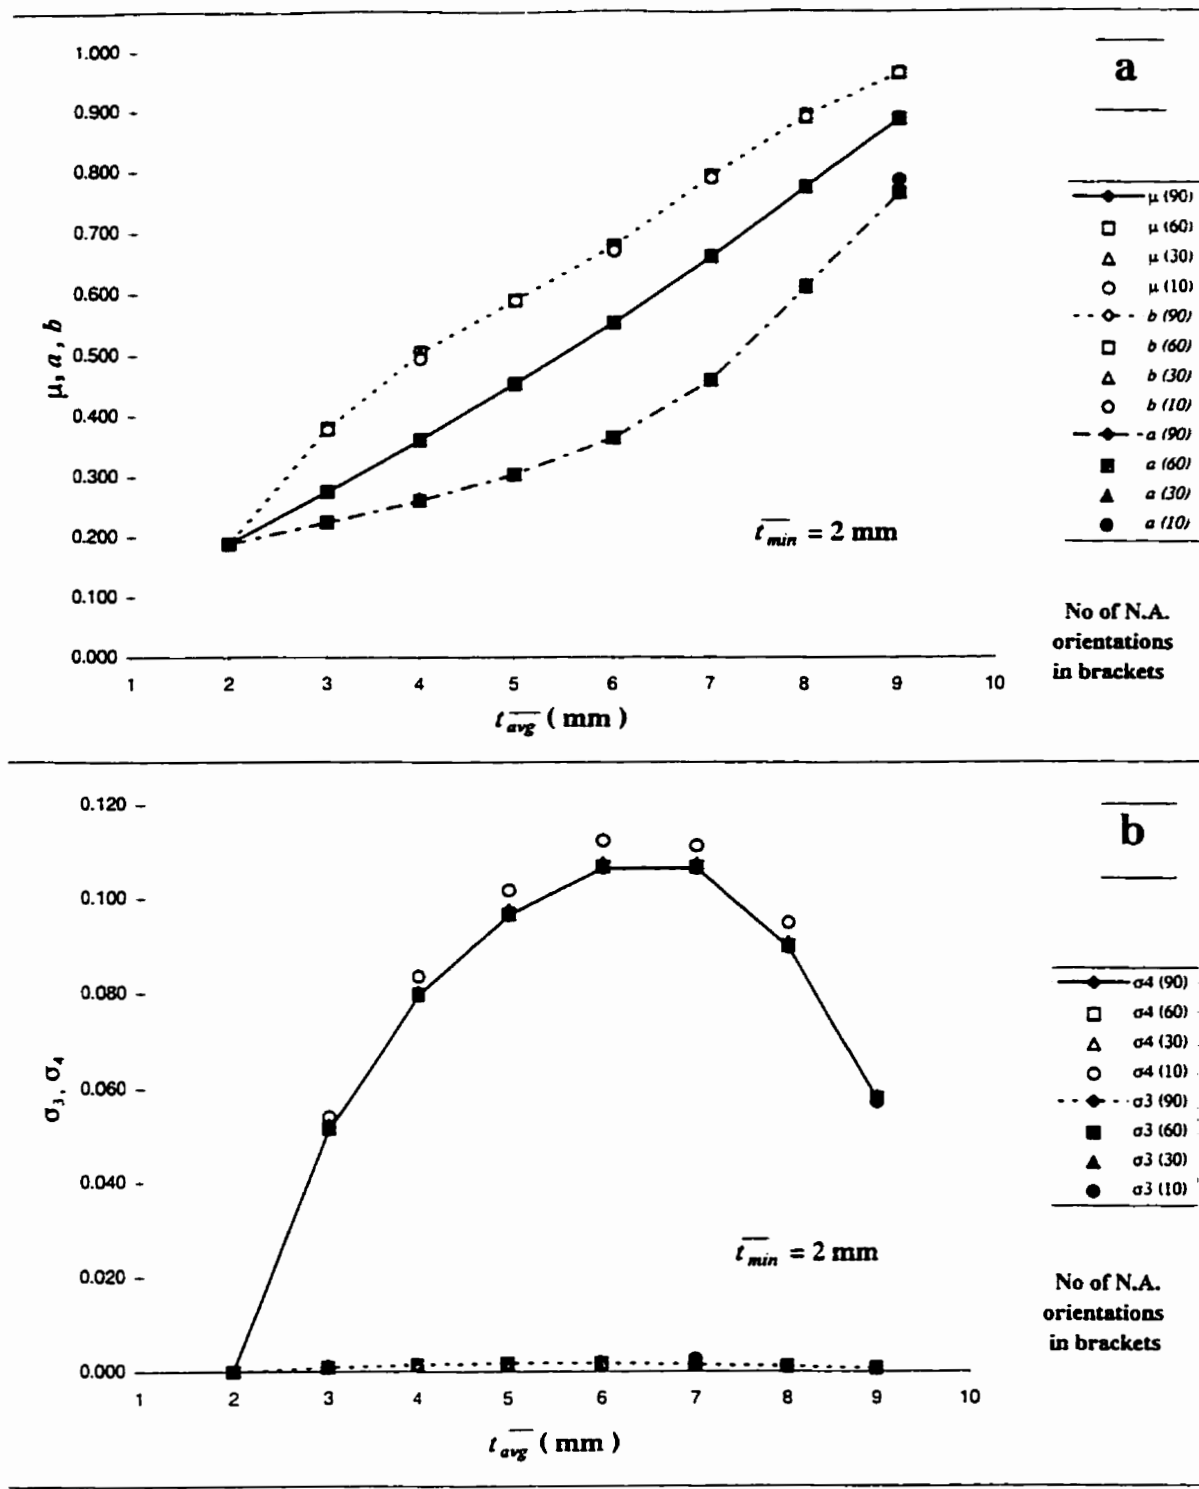 a
1.000
0.900
0.800
0.700
0.600
0.500
0.400
0.300
0.200
0.100
0.000
μ, a, b
1 2 3 4 5 6 7 8 9 10
t avg (mm)
t min = 2 mm
μ (90)
μ (60)
μ (30)
μ (10)
b (90)
b (60)
b (30)
b (10)
a (90)
a (60)
a (30)
a (10)
No of N.A.
orientations
in brackets
b
0.120
0.100
0.080
0.060
0.040
0.020
0.000
σ3, σ4
1 2 3 4 5 6 7 8 9 10
t avg (mm)
t min = 2 mm
σ4 (90)
σ4 (60)
σ4 (30)
σ4 (10)
σ3 (90)
σ3 (60)
σ3 (30)
σ3 (10)
No of N.A.
orientations
in brackets